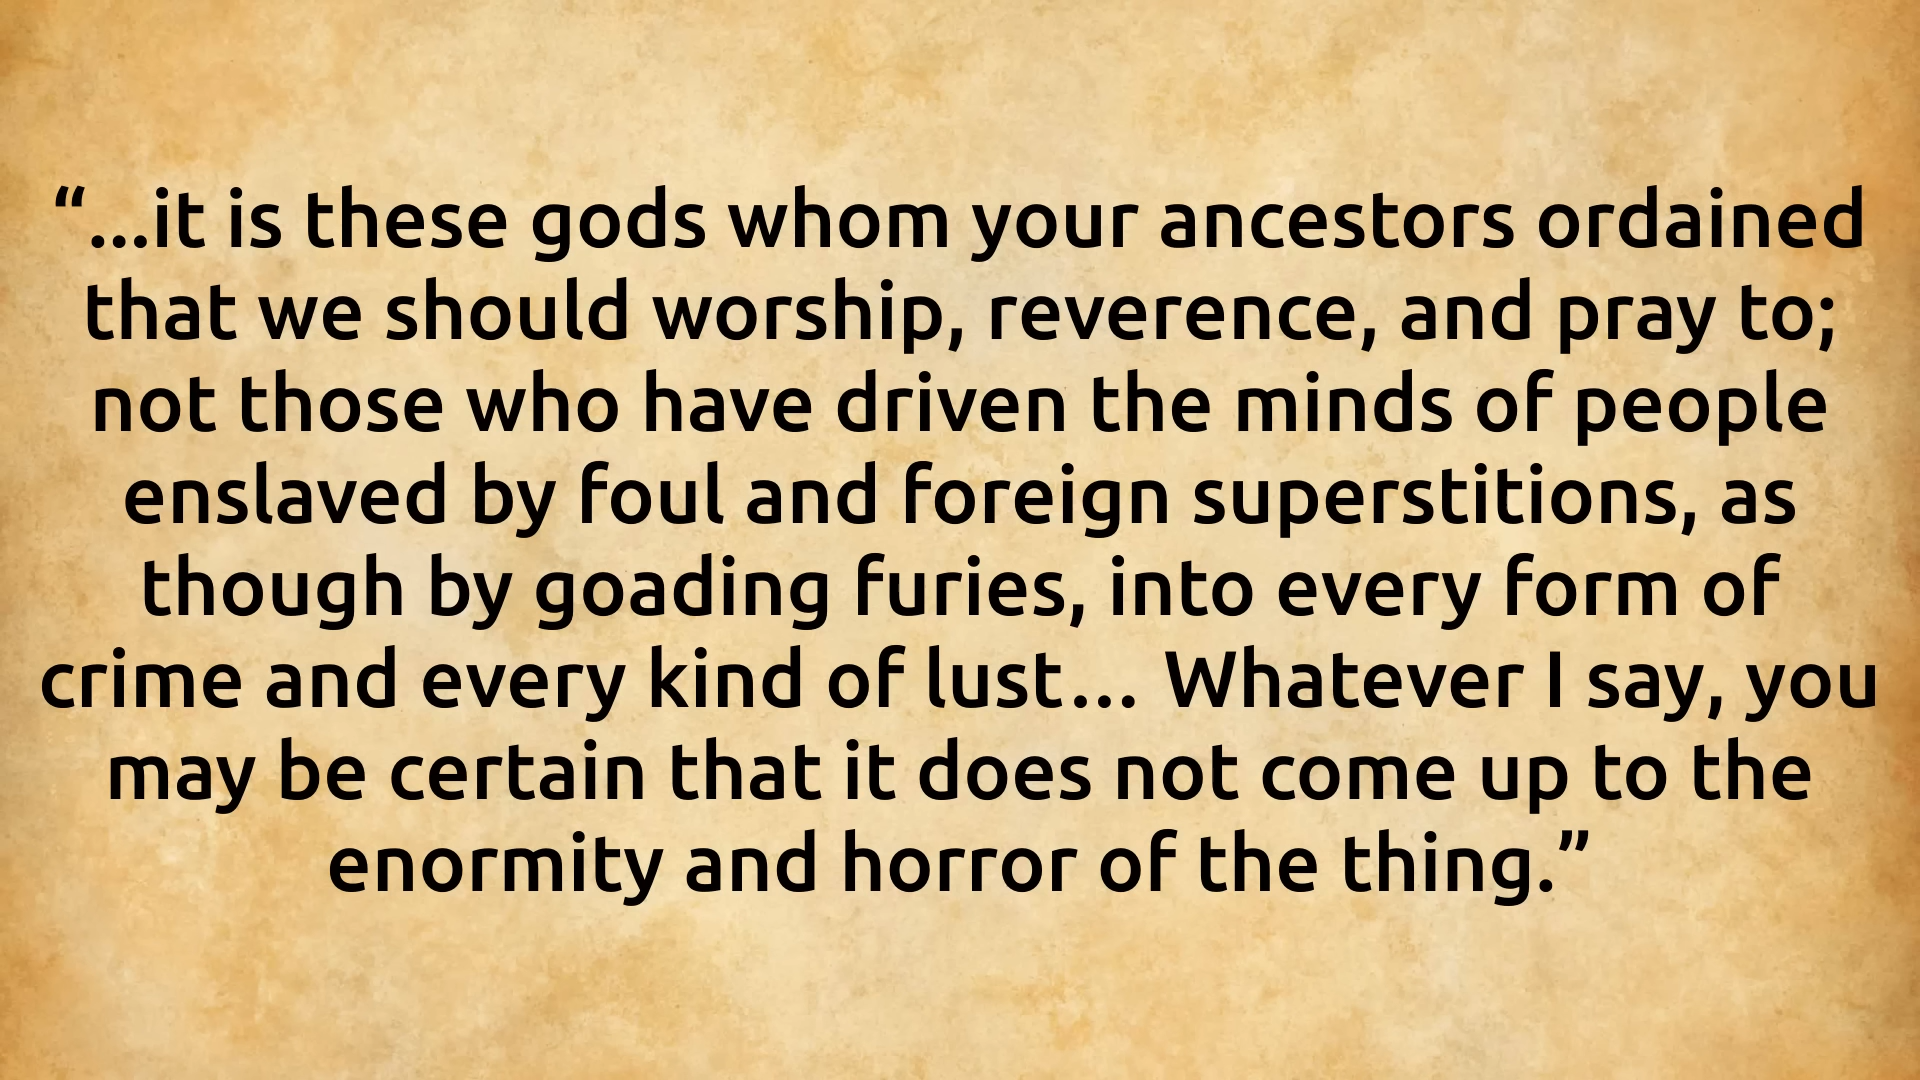 “...it is these gods whom your ancestors ordained
that we should worship, reverence, and pray to;
not those who have driven the minds of people
enslaved by foul and foreign superstitions, as
though by goading furies, into every form of
crime and every kind of lust… Whatever I say, you
may be certain that it does not come up to the
enormity and horror of the thing.”